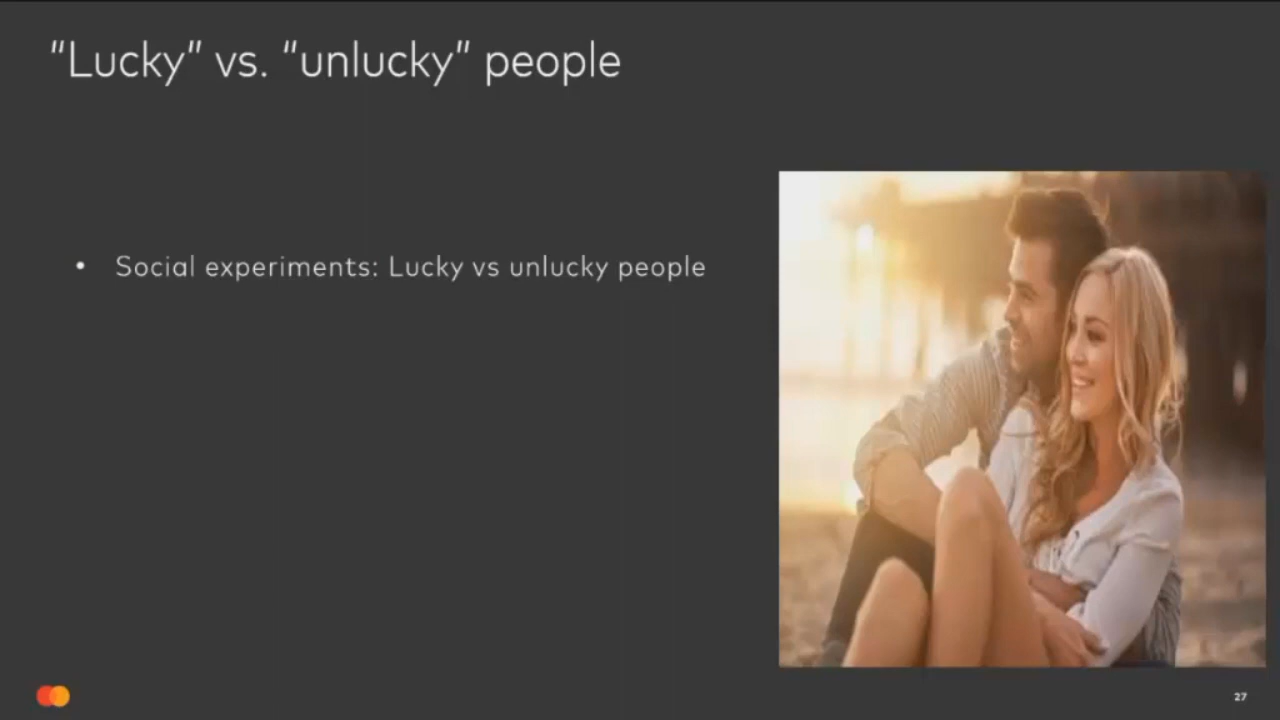 “Lucky” vs. “unlucky” people
• Social experiments: Lucky vs unlucky people
27